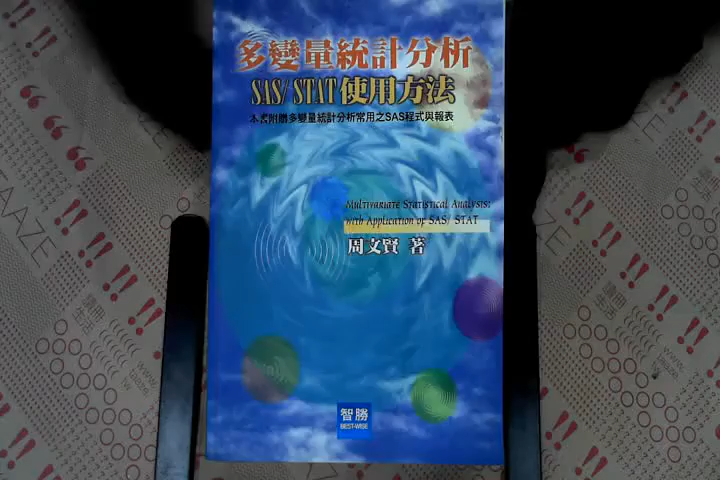 多變量統計分析
SAS/STAT使用方法
本書附贈多變量統計分析常用之SAS程式與報表
Multivariate Statistical Analysis:
with Application of SAS/STAT
周文賢 著
智勝
BEST-WISE
AAAZE
www.